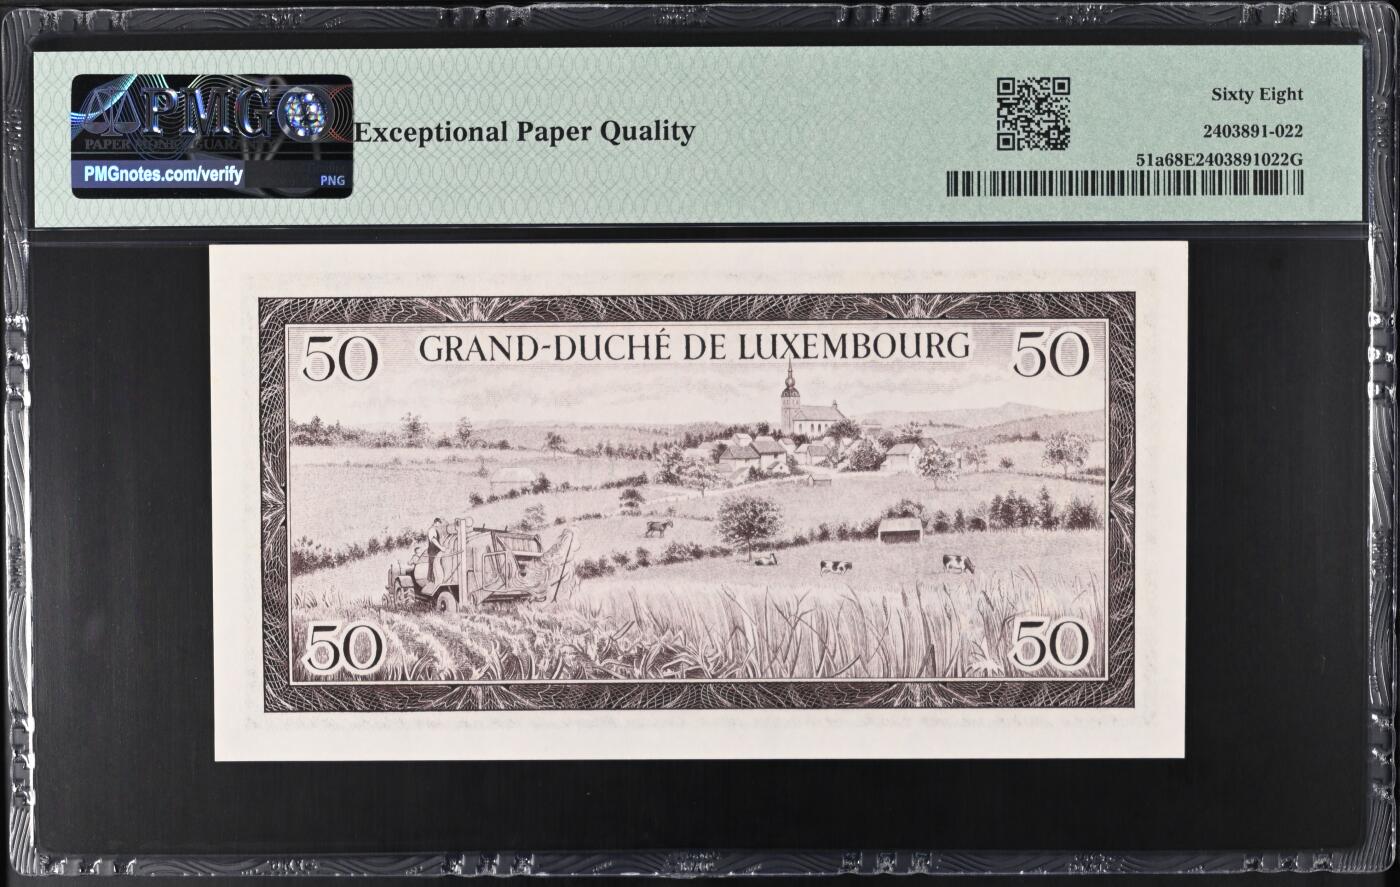 PMG
PAPER MONEY GUARANTY
PMGnotes.com/verify
PNG
Exceptional Paper Quality
Sixty Eight
2403891-022
51a68E2403891022G
50
GRAND-DUCHÉ DE LUXEMBOURG
50
50
50